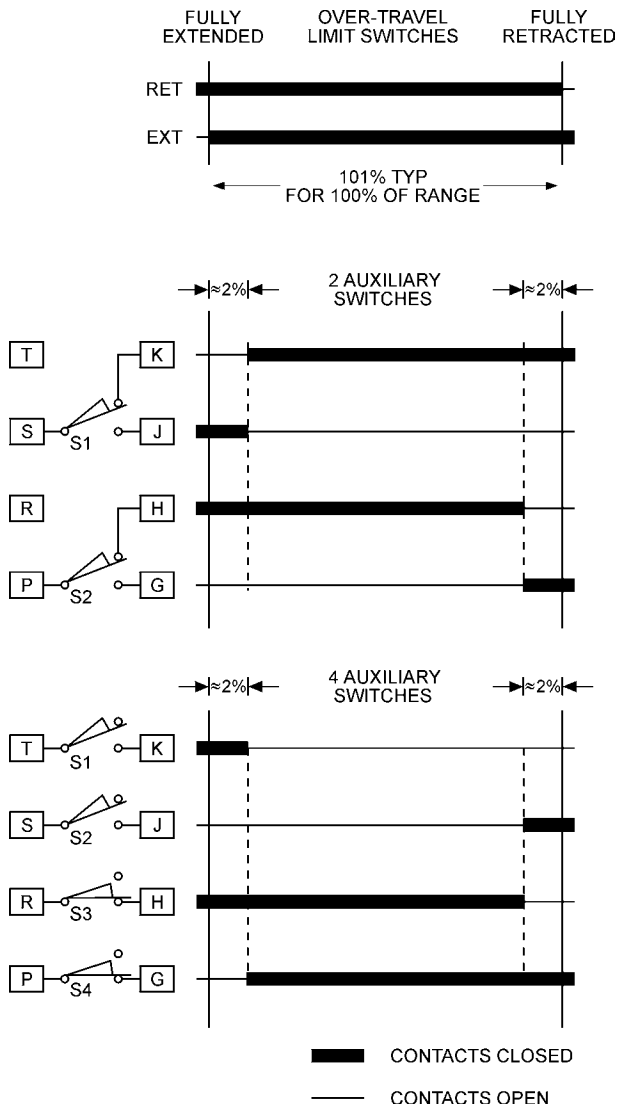 FULLY EXTENDED
OVER-TRAVEL LIMIT SWITCHES
FULLY RETRACTED
RET
EXT
101% TYP
FOR 100% OF RANGE
≈2%
2 AUXILIARY SWITCHES
≈2%
T
K
S
S1
J
R
H
P
S2
G
≈2%
4 AUXILIARY SWITCHES
≈2%
T
S1
K
S
S2
J
R
S3
H
P
S4
G
CONTACTS CLOSED
CONTACTS OPEN